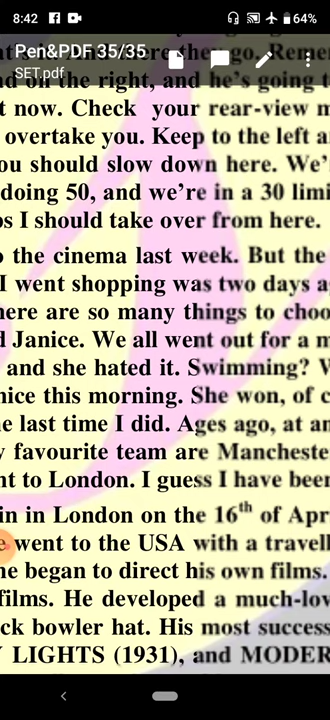 8:42
64%
Pen&PDF 35/35
SET.pdf
nd on the right, and he's going t
t now. Check your rear-view m
overtake you. Keep to the left a
ou should slow down here. We'
doing 50, and we're in a 30 limi
ps I should take over from here.
o the cinema last week. But the
I went shopping was two days a
here are so many things to choo
d Janice. We all went out for a m
and she hated it. Swimming? W
nice this morning. She won, of c
e last time I did. Ages ago, at an
y favourite team are Mancheste
nt to London. I guess I have been
in in London on the 16th of Apr
e went to the USA with a travell
he began to direct his own films.
films. He developed a much-lov
ck bowler hat. His most success
Y LIGHTS (1931), and MODER